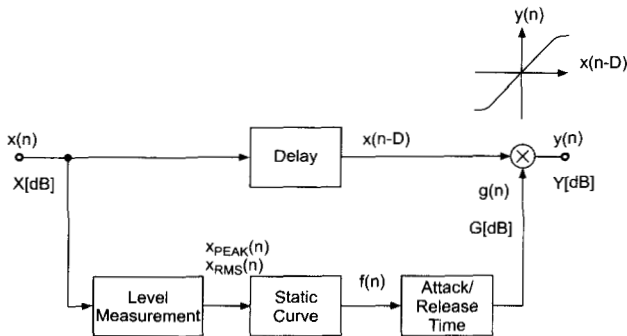 y(n)
x(n-D)
x(n)
Delay
x(n-D)
y(n)
X[dB]
g(n)
Y[dB]
G[dB]
xPEAK(n)
xRMS(n)
f(n)
Level
Measurement
Static
Curve
Attack/
Release
Time